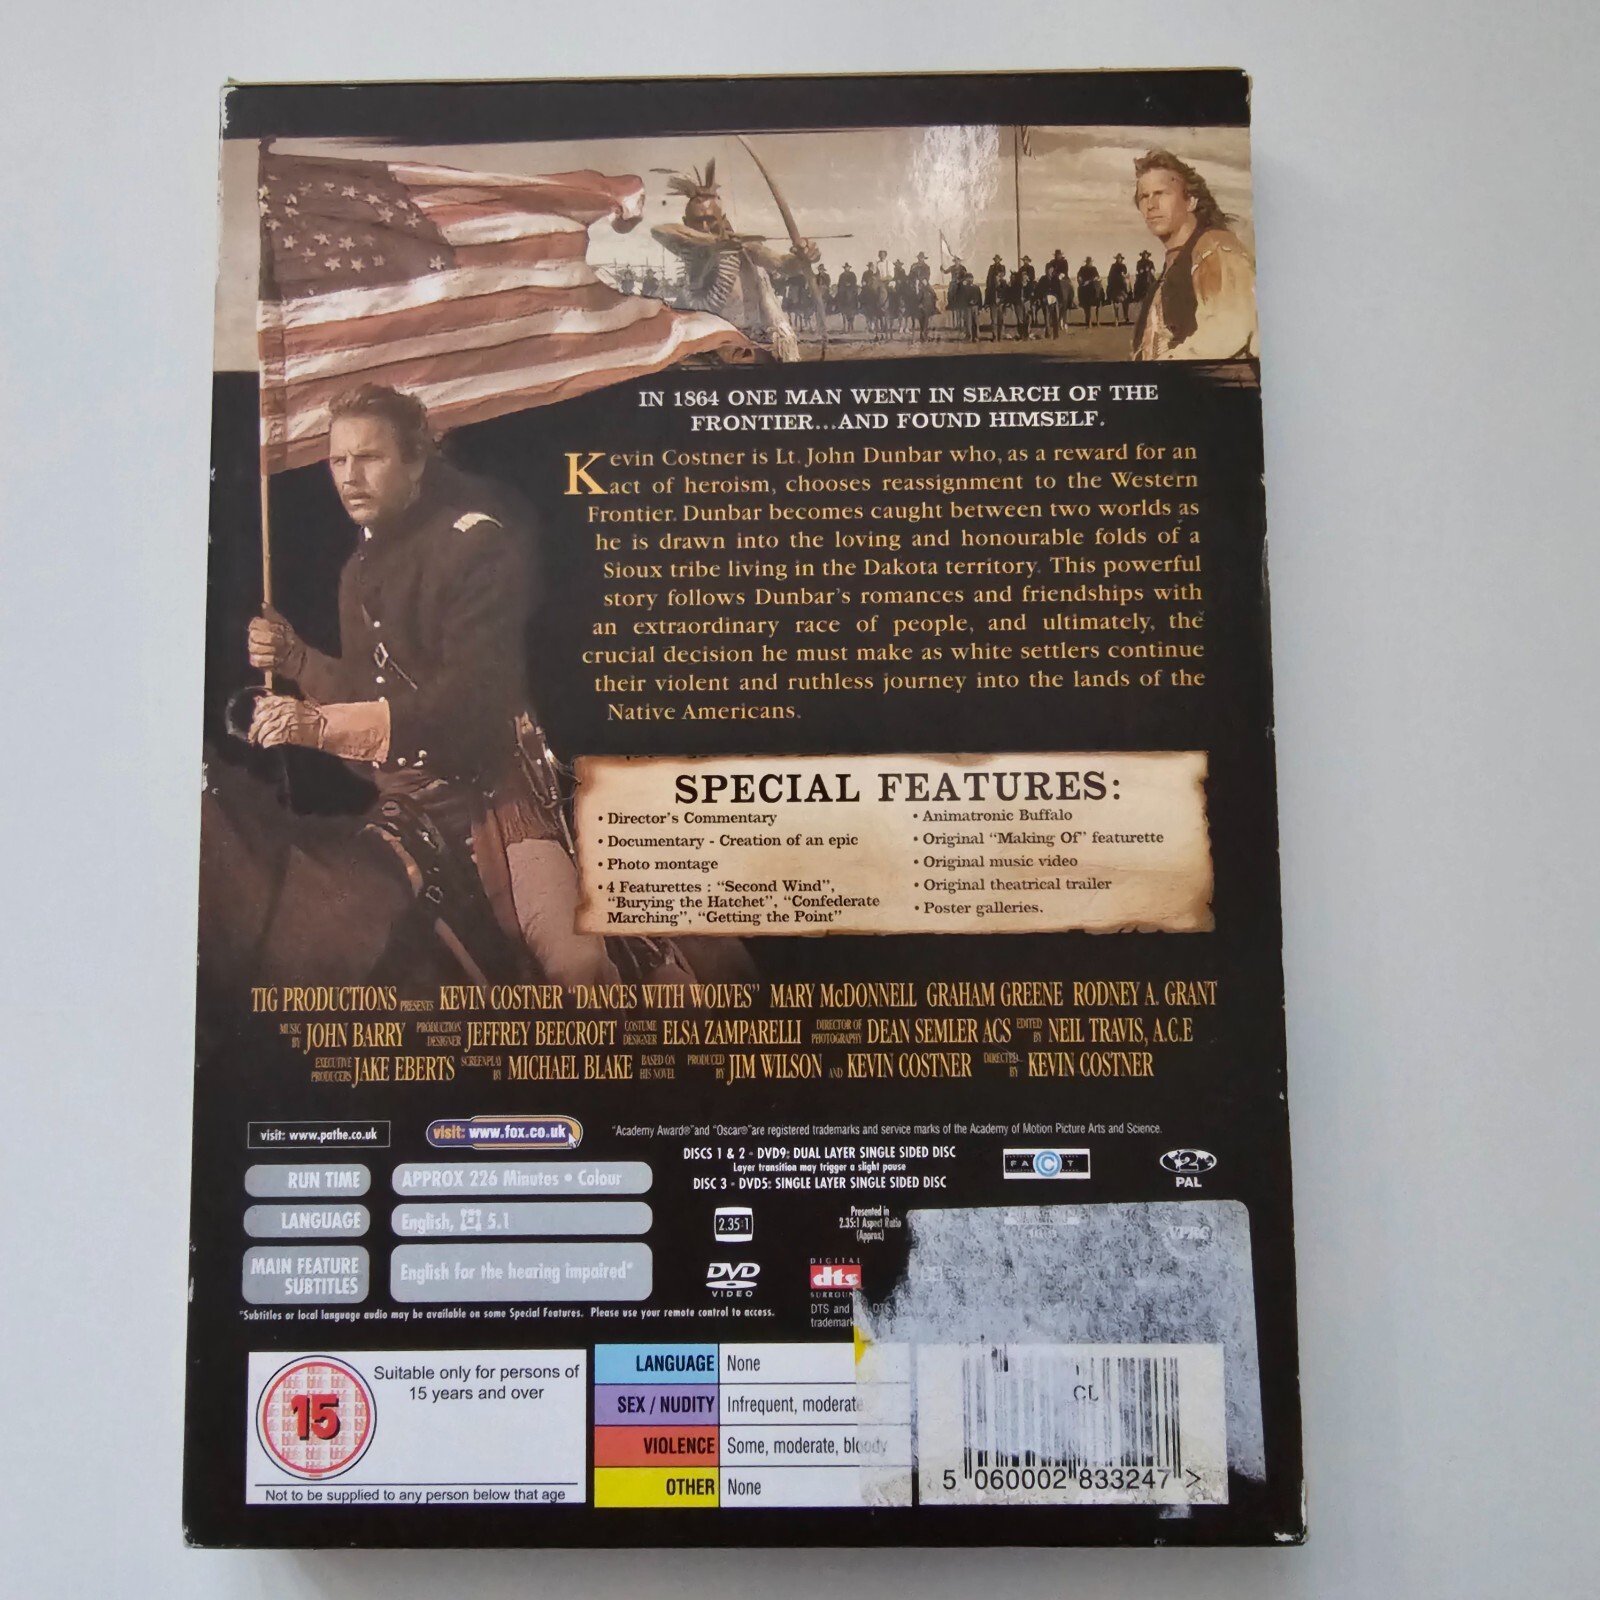 IN 1864 ONE MAN WENT IN SEARCH OF THE
FRONTIER...AND FOUND HIMSELF.
Kevin Costner is Lt. John Dunbar who, as a reward for an
act of heroism, chooses reassignment to the Western
Frontier. Dunbar becomes caught between two worlds as
he is drawn into the loving and honourable folds of a
Sioux tribe living in the Dakota territory. This powerful
story follows Dunbar's romances and friendships with
an extraordinary race of people, and ultimately, the
crucial decision he must make as white settlers continue
their violent and ruthless journey into the lands of the
Native Americans.
SPECIAL FEATURES:
• Director's Commentary
• Documentary - Creation of an epic
• Photo montage
• 4 Featurettes : "Second Wind",
"Burying the Hatchet", "Confederate
Marching", "Getting the Point"
• Animatronic Buffalo
• Original "Making Of" featurette
• Original music video
• Original theatrical trailer
• Poster galleries.
TIG PRODUCTIONS PRESENTS KEVIN COSTNER "DANCES WITH WOLVES" MARY McDONNELL GRAHAM GREENE RODNEY A. GRANT
MUSIC BY JOHN BARRY PRODUCTION DESIGNER JEFFREY BEECROFT COSTUME DESIGNER ELSA ZAMPARELLI DIRECTOR OF PHOTOGRAPHY DEAN SEMLER ACS EDITED BY NEIL TRAVIS, A.C.E
EXECUTIVE PRODUCERS JAKE EBERTS SCREENPLAY BY MICHAEL BLAKE BASED ON HIS NOVEL PRODUCED BY JIM WILSON AND KEVIN COSTNER DIRECTED BY KEVIN COSTNER
visit: www.pathe.co.uk
visit: www.fox.co.uk
"Academy Award®"and "Oscar®"are registered trademarks and service marks of the Academy of Motion Picture Arts and Science.
DISCS 1 & 2 - DVD9: DUAL LAYER SINGLE SIDED DISC
Layer transition may trigger a slight pause
DISC 3 - DVD5: SINGLE LAYER SINGLE SIDED DISC
FACT
2
PAL
RUN TIME
APPROX 226 Minutes • Colour
LANGUAGE
English, 5.1
MAIN FEATURE
SUBTITLES
English for the hearing impaired*
2.35:1
Presented in
2.35:1 Aspect Ratio
(Approx)
DVD
VIDEO
DIGITAL
dts
SURROUN
DTS and DTS
trademark
*Subtitles or local language audio may be available on some Special Features. Please use your remote control to access.
15
Suitable only for persons of
15 years and over
Not to be supplied to any person below that age
LANGUAGE None
SEX / NUDITY Infrequent, moderate
VIOLENCE Some, moderate, bloody
OTHER None
CL
5 060002 833247 >